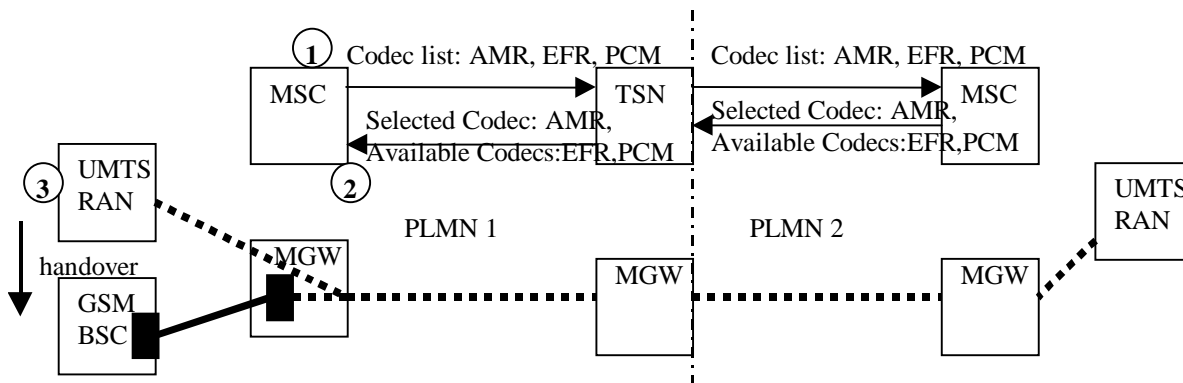 1
Codec list: AMR, EFR, PCM
Codec list: AMR, EFR, PCM
MSC
TSN
MSC
Selected Codec: AMR,
Available Codecs:EFR,PCM
Selected Codec: AMR,
Available Codecs:EFR,PCM
3
UMTS
RAN
2
UMTS
RAN
PLMN 1
PLMN 2
handover
MGW
MGW
MGW
GSM
BSC